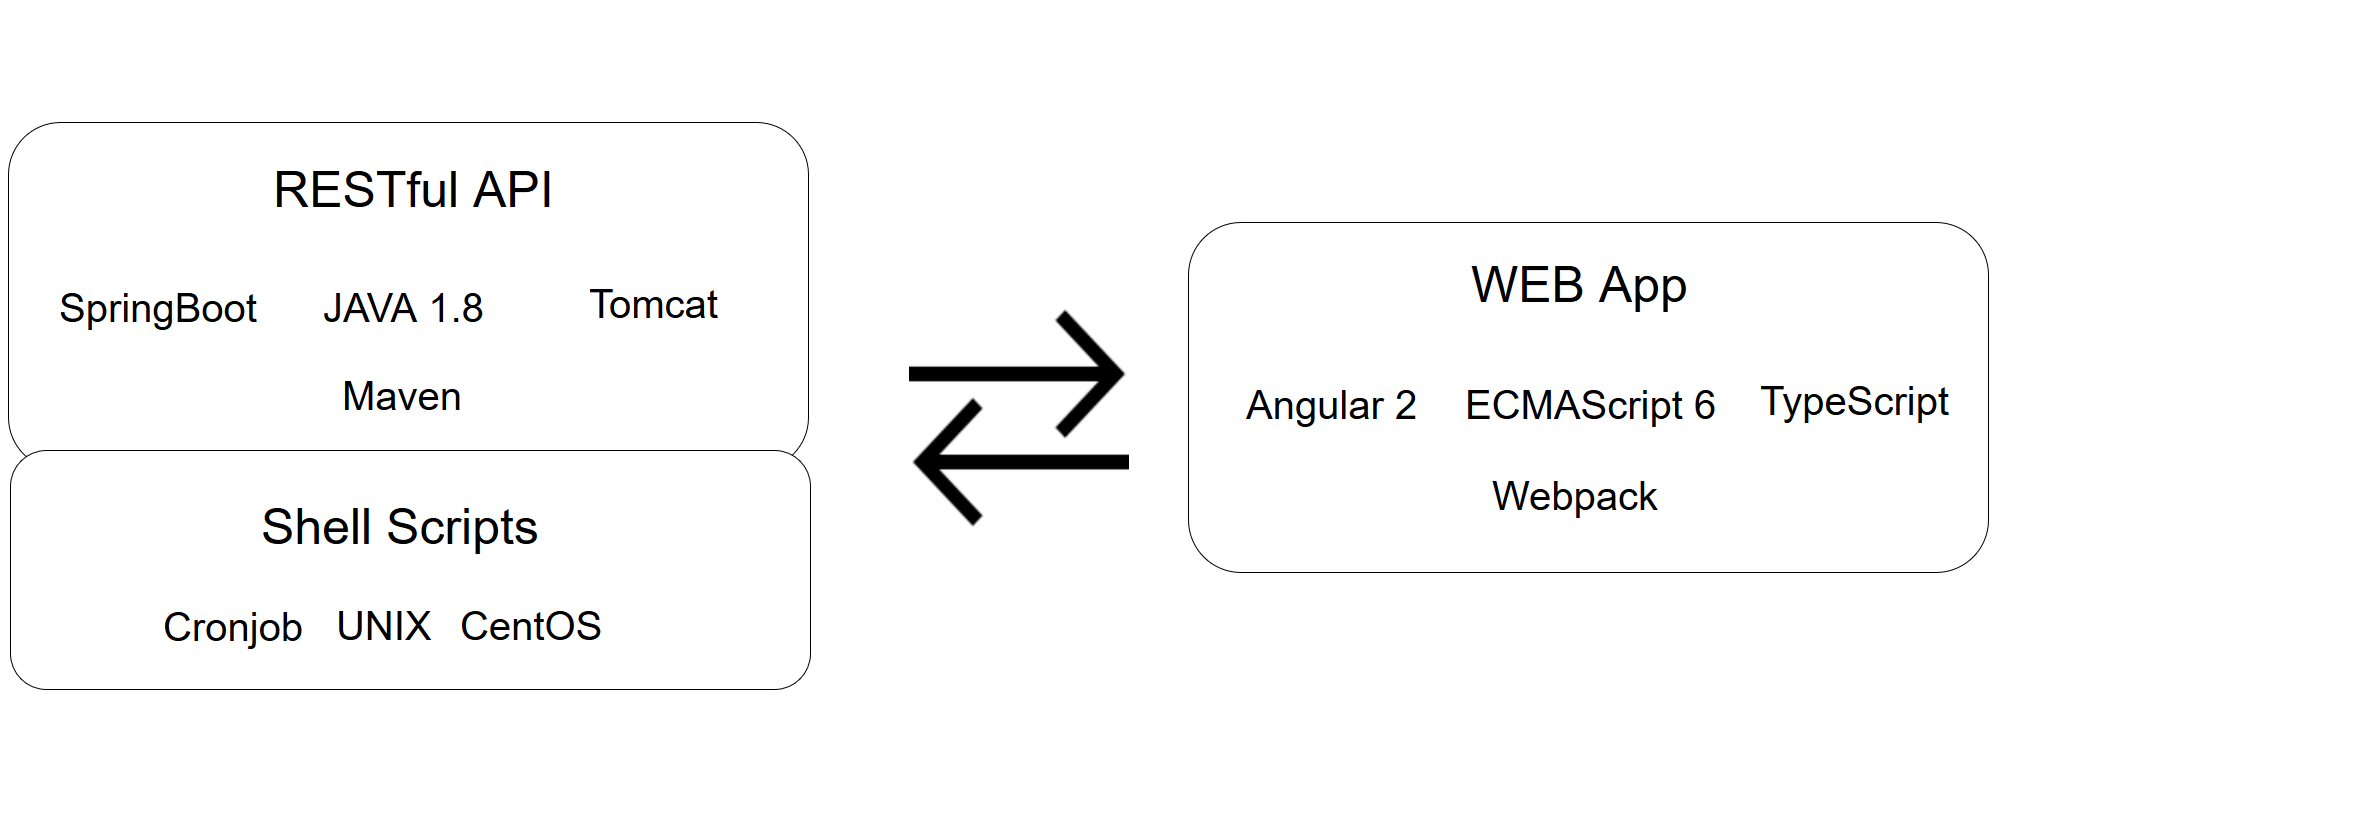 RESTful API
SpringBoot JAVA 1.8 Tomcat
Maven
Shell Scripts
Cronjob UNIX CentOS
WEB App
Angular 2 ECMAScript 6 TypeScript
Webpack